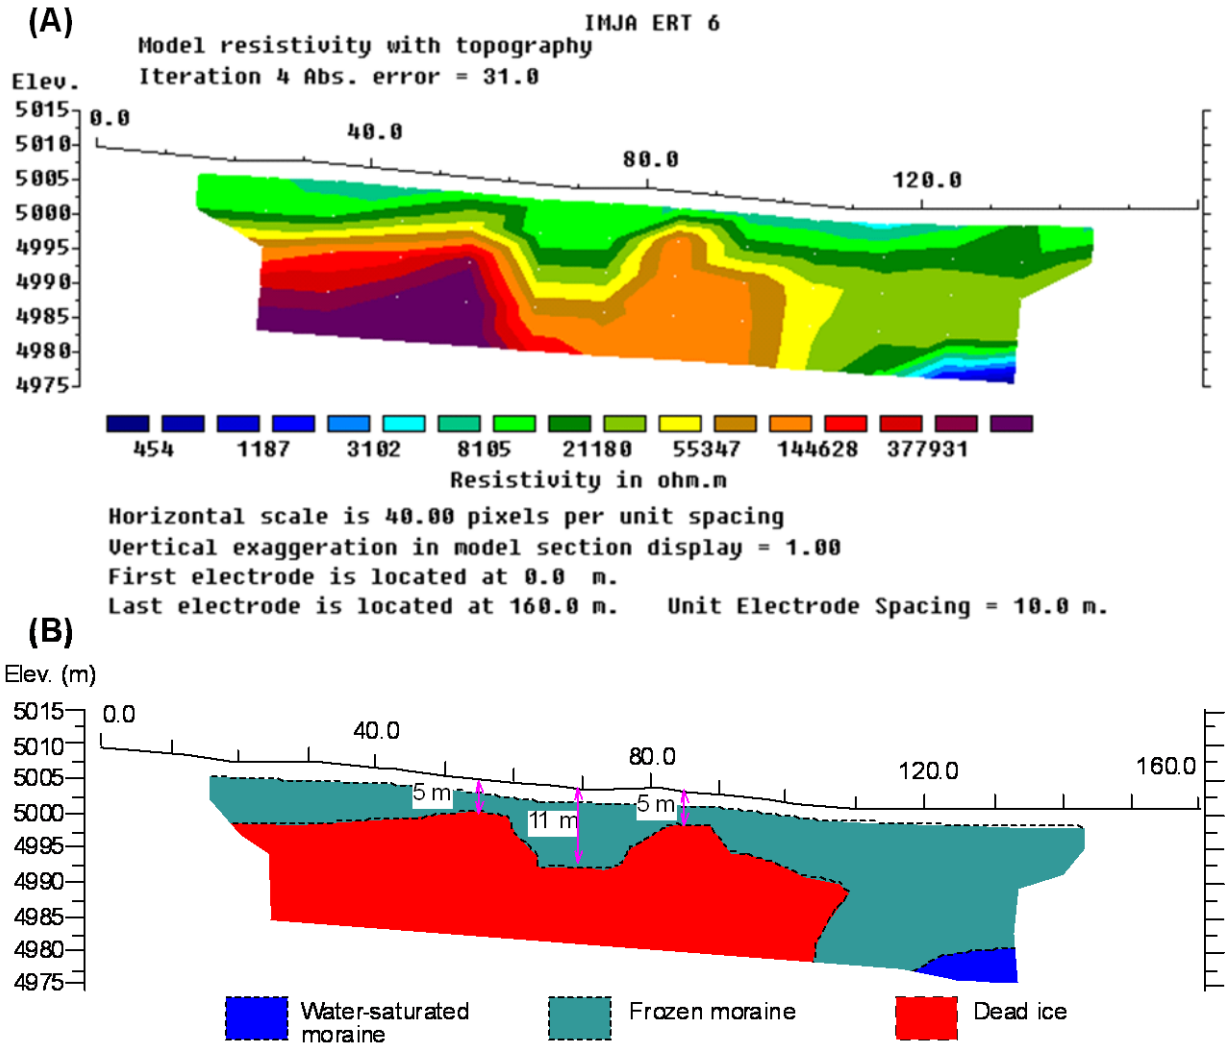 (A)
IMJA ERT 6
Model resistivity with topography
Iteration 4 Abs. error = 31.0
Elev.
5015
0.0
5010
40.0
80.0
5005
120.0
5000
4995
4990
4985
4980
4975
454 1187 3102 8105 21180 55347 144628 377931
Resistivity in ohm.m
Horizontal scale is 40.00 pixels per unit spacing
Vertical exaggeration in model section display = 1.00
First electrode is located at 0.0 m.
Last electrode is located at 160.0 m. Unit Electrode Spacing = 10.0 m.
(B)
Elev. (m)
5015
0.0
40.0
5010
80.0
120.0
160.0
5005
5 m
5 m
5000
11 m
4995
4990
4985
4980
4975
Water-saturated
moraine
Frozen moraine
Dead ice